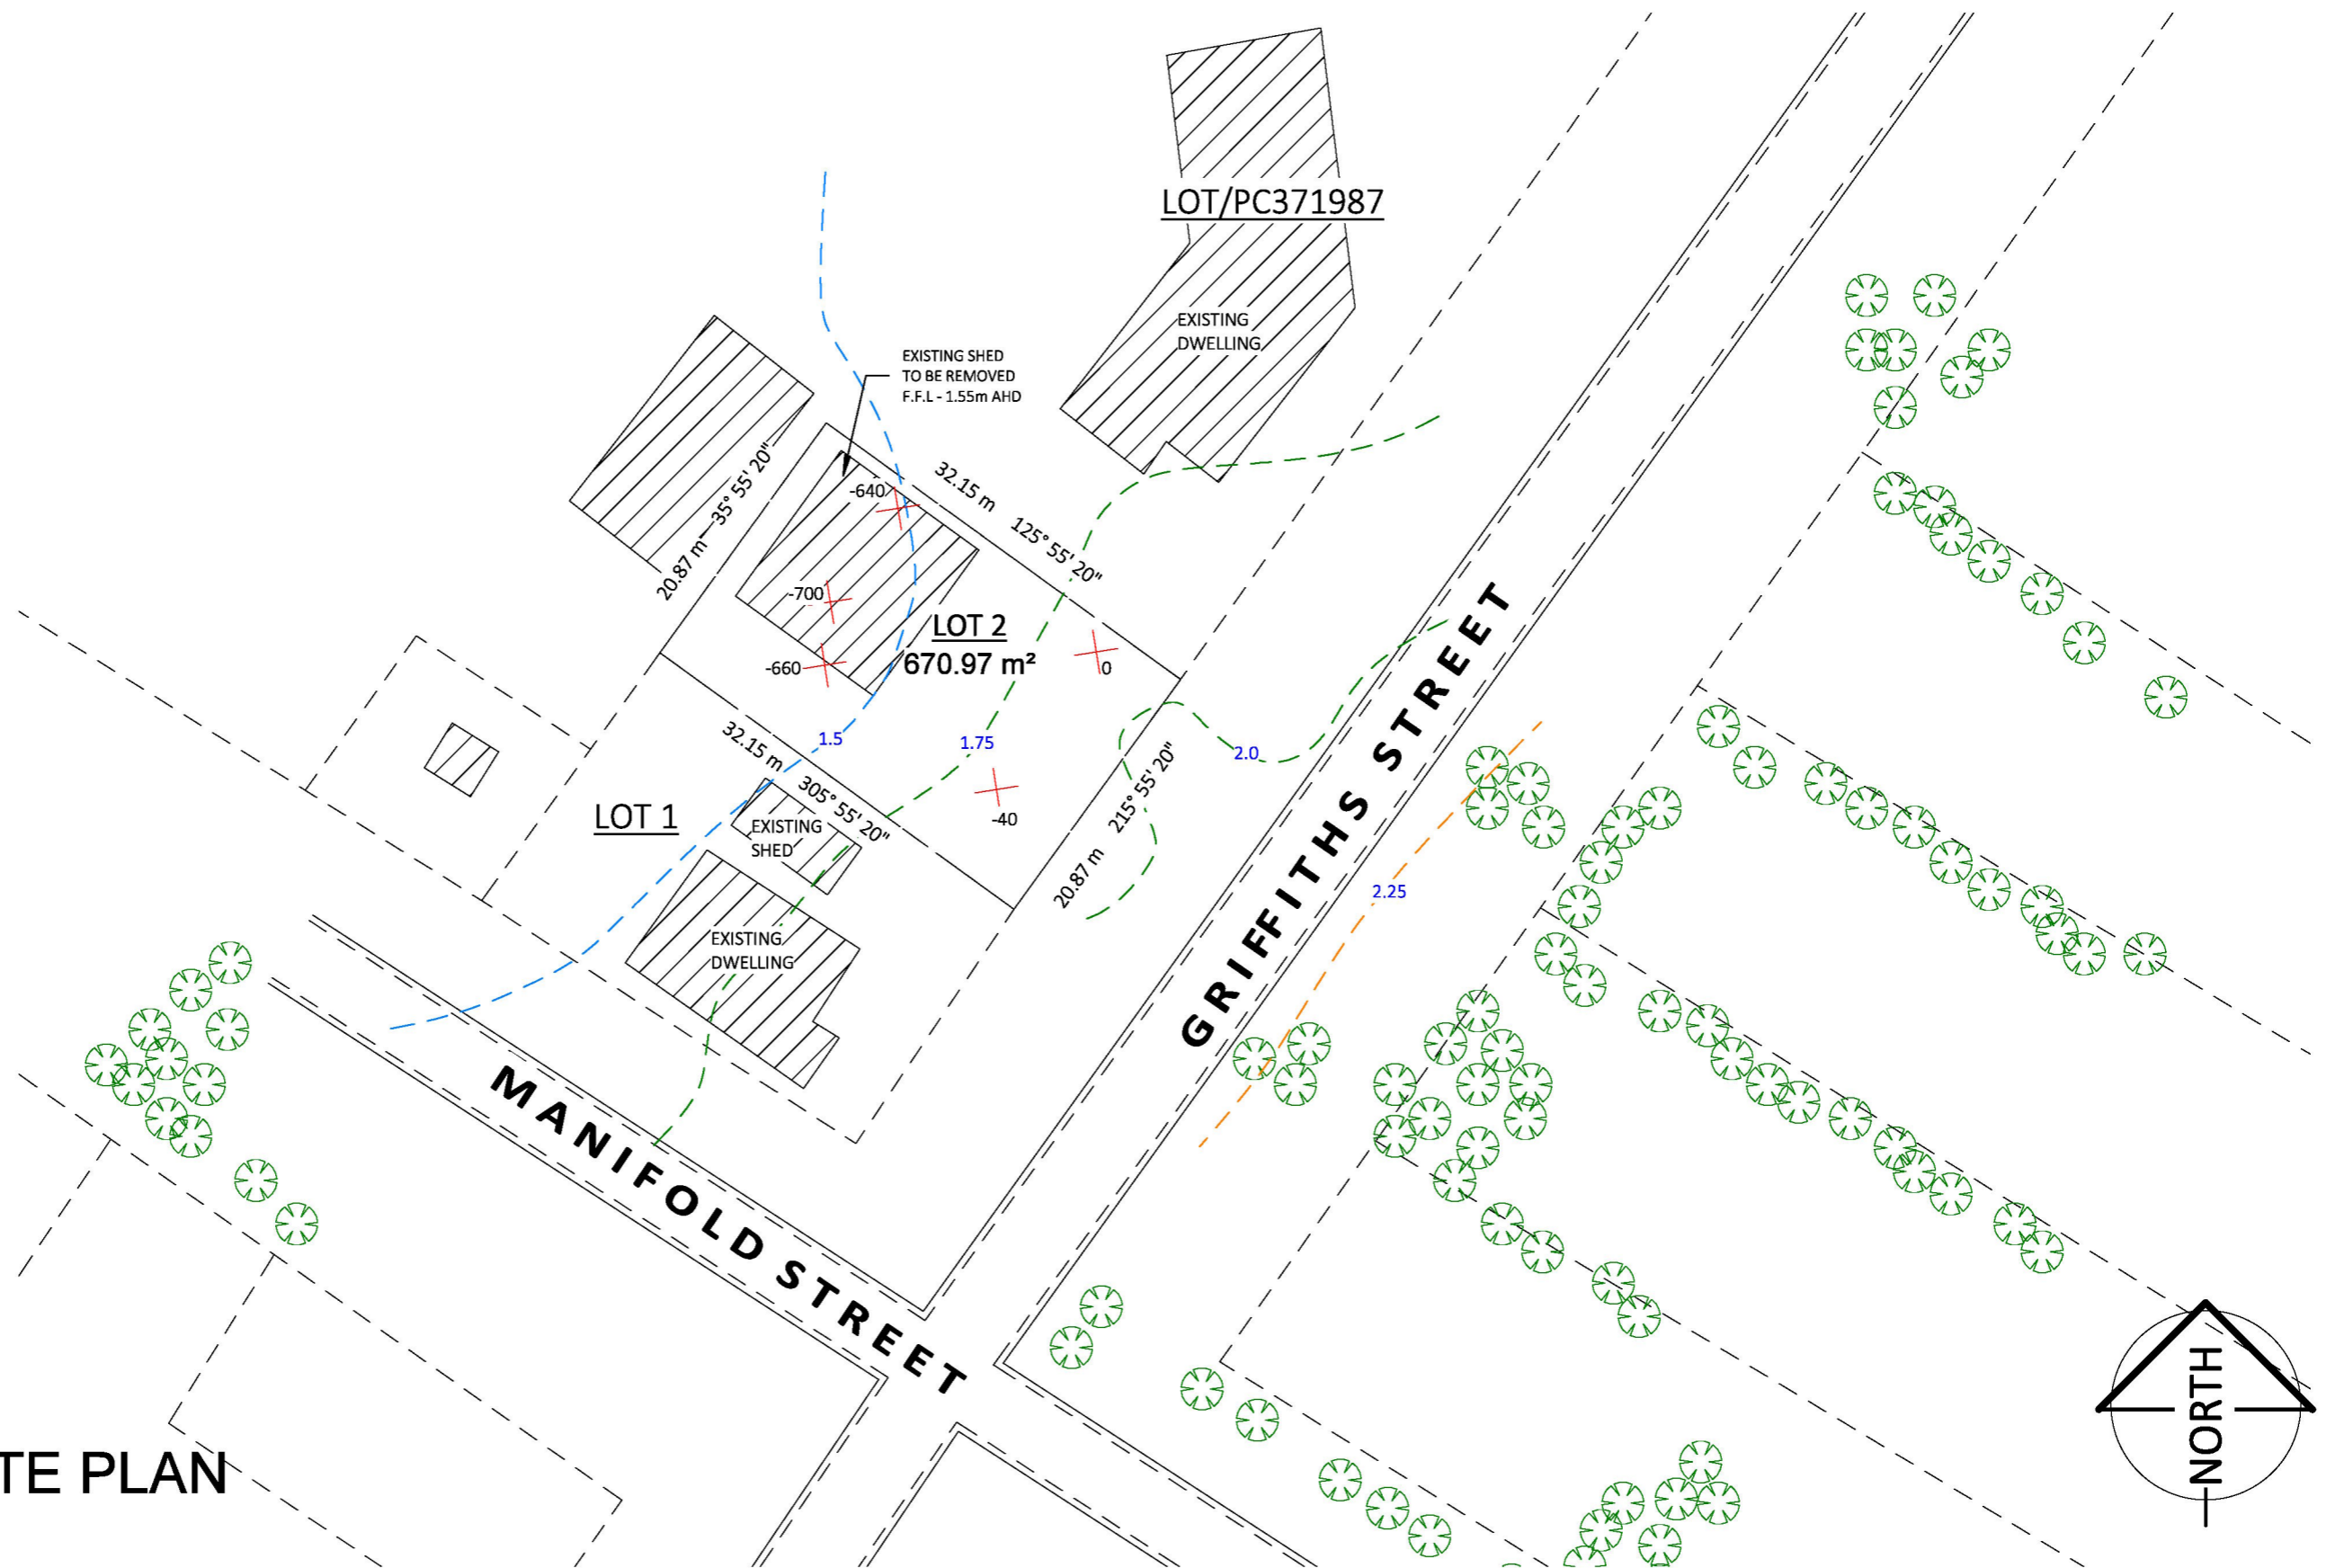 LOT/PC371987
EXISTING
DWELLING
EXISTING SHED
TO BE REMOVED
F.F.L - 1.55m AHD
20.87 m
35° 55' 20"
32.15 m
125° 55' 20"
-640
-700
-660
LOT 2
670.97 m²
0
1.5
1.75
2.0
-40
32.15 m
305° 55' 20"
20.87 m
215° 55' 20"
LOT 1
EXISTING
SHED
EXISTING
DWELLING
2.25
GRIFFITHS STREET
MANIFOLD STREET
TE PLAN
NORTH